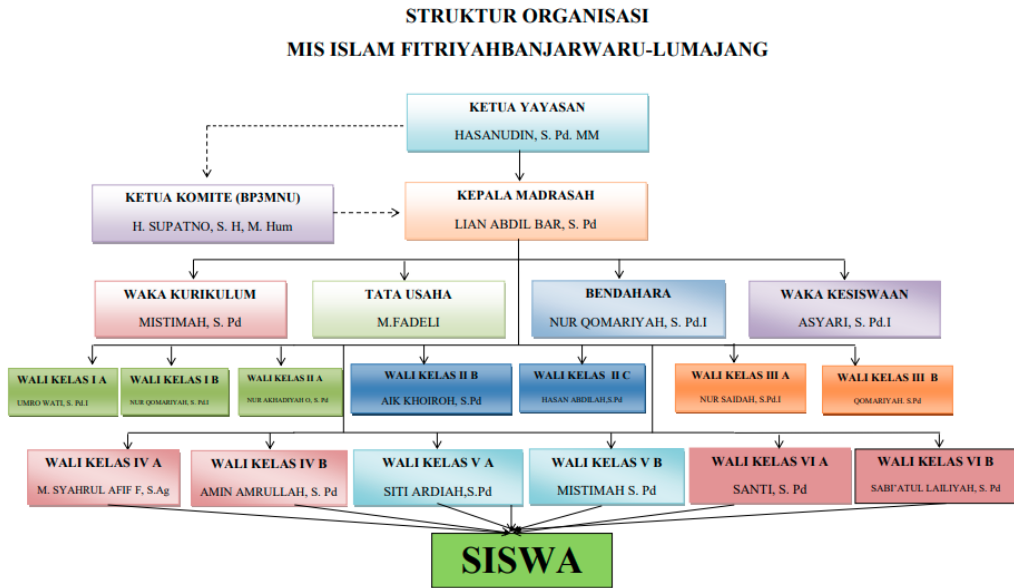 STRUKTUR ORGANISASI
MIS ISLAM FITRIYAHBANJARWARU-LUMAJANG
KETUA YAYASAN
HASANUDIN, S. Pd. MM
KETUA KOMITE (BP3MNU)
H. SUPATNO, S. H, M. Hum
KEPALA MADRASAH
LIAN ABDIL BAR, S. Pd
WAKA KURIKULUM
MISTIMAH, S. Pd
TATA USAHA
M.FADELI
BENDAHARA
NUR QOMARIYAH, S. Pd.I
WAKA KESISWAAN
ASYARI, S. Pd.I
WALI KELAS I A
UMRO WATI, S. Pd.I
WALI KELAS I B
NUR QOMARIYAH, S. Pd.I
WALI KELAS II A
NUR AKHADIYAH O, S. Pd
WALI KELAS II B
AIK KHOIROH, S.Pd
WALI KELAS II C
HASAN ABDILAH,S.Pd
WALI KELAS III A
NUR SAIDAH, S.Pd.I
WALI KELAS III B
QOMARIYAH. S.Pd
WALI KELAS IV A
M. SYAHRUL AFIF F, S.Ag
WALI KELAS IV B
AMIN AMRULLAH, S. Pd
WALI KELAS V A
SITI ARDIAH,S.Pd
WALI KELAS V B
MISTIMAH S. Pd
WALI KELAS VI A
SANTI, S. Pd
WALI KELAS VI B
SABI'ATUL LAILIYAH, S. Pd
SISWA